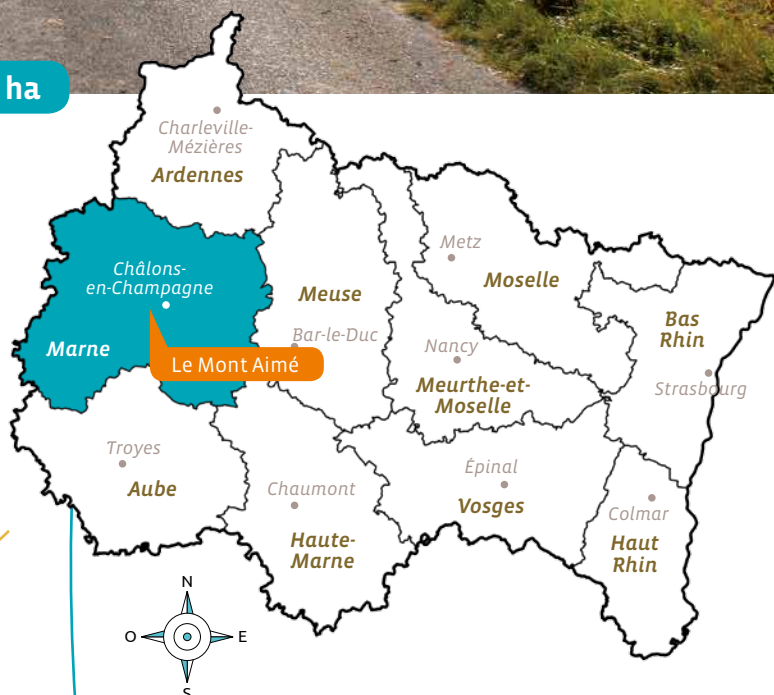 ha
Charleville-
Mézières
Ardennes
Châlons-
en-Champagne
Marne
Le Mont Aimé
Meuse
Bar-le-Duc
Metz
Moselle
Nancy
Meurthe-et-
Moselle
Bas
Rhin
Strasbourg
Troyes
Aube
Chaumont
Haute-
Marne
Épinal
Vosges
Colmar
Haut
Rhin
N
O
E
S